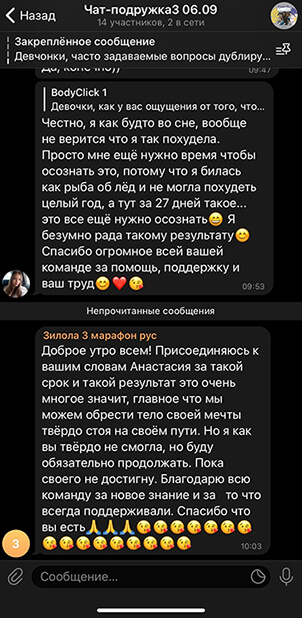 Назад
Чат-подружка3 06.09
14 участников, 2 в сети
Закреплённое сообщение
Девчонки, часто задаваемые вопросы дублиру...
Да, конечно))
09:47
BodyClick 1
Девочки, как у вас ощущения от того, что...
Честно, я как будто во сне, вообще
не верится что я так похудела.
Просто мне ещё нужно время чтобы
осознать это, потому что я билась
как рыба об лёд и не могла похудеть
целый год, а тут за 27 дней такое...
это все ещё нужно осознать😄 Я
безумно рада такому результату😊
Спасибо огромное всей вашей
команде за помощь, поддержку и
ваш труд😊❤️😘
09:53
Непрочитанные сообщения
Зилола 3 марафон рус
Доброе утро всем! Присоединяюсь к
вашим словам Анастасия за такой
срок и такой результат это очень
многое значит, главное что мы
можем обрести тело своей мечты
твёрдо стоя на своём пути. Но я как
вы твёрдо не смогла, но буду
обязательно продолжать. Пока
своего не достигну. Благодарю всю
команду за новое знание и за то что
всегда поддерживали. Спасибо что
вы есть🙏🙏🙏😘😘😘😘😘😘😘
😘😘😘😘😘😘😘😘😘😘
З
10:03
Сообщение...